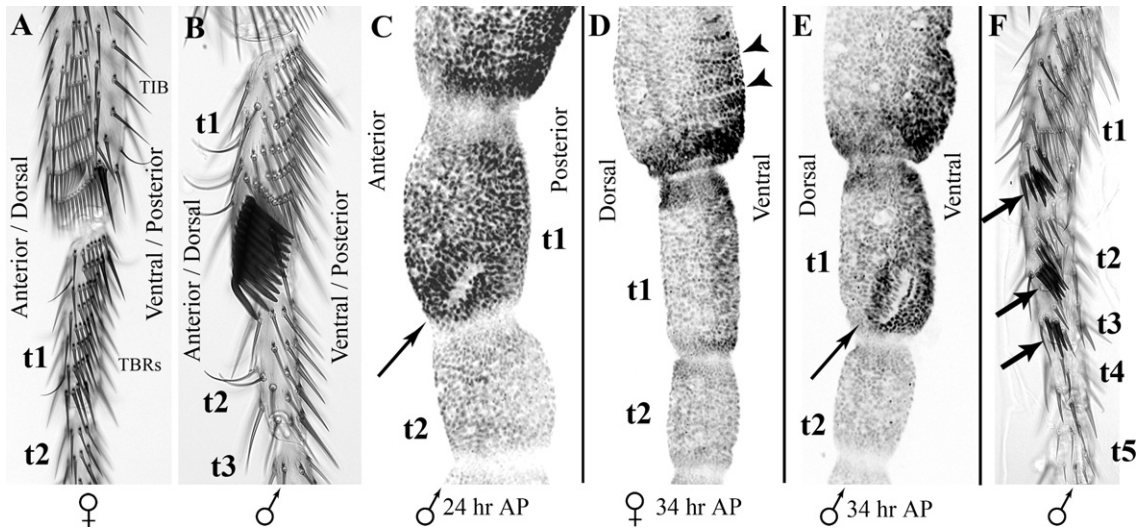 A
TIB
Anterior / Dorsal
Ventral / Posterior
t1
TBRs
t2
♀
B
t1
Anterior / Dorsal
Ventral / Posterior
t2
t3
♂
C
Anterior
Posterior
t1
t2
♂ 24 hr AP
D
Dorsal
Ventral
t1
t2
♀ 34 hr AP
E
Dorsal
Ventral
t1
t2
♂ 34 hr AP
F
t1
t2
t3
t4
t5
♂